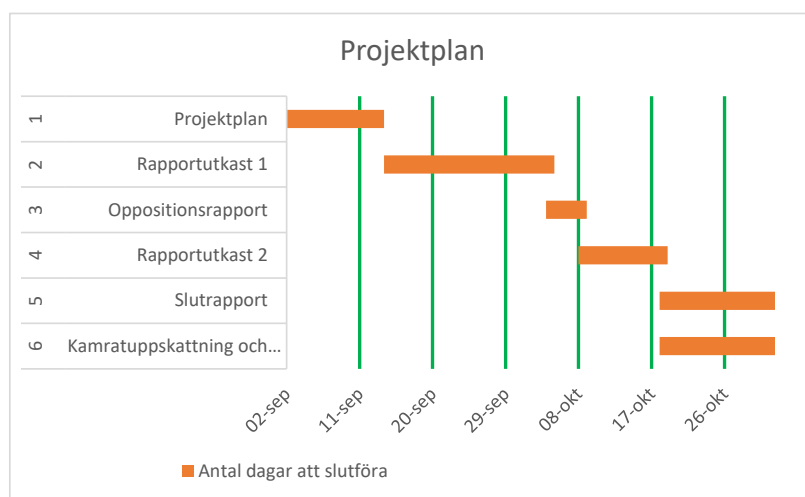 Projektplan
1 Projektplan
2 Rapportutkast 1
3 Oppositionsrapport
4 Rapportutkast 2
5 Slutrapport
6 Kamratuppskattning och...
02-sep 11-sep 20-sep 29-sep 08-okt 17-okt 26-okt
Antal dagar att slutföra